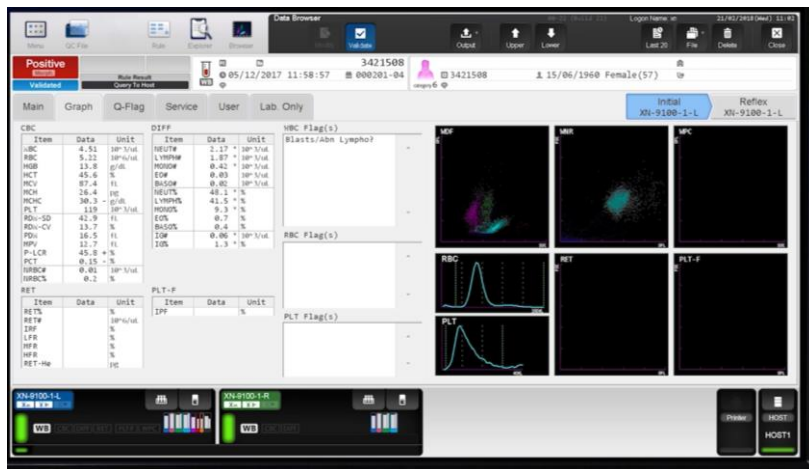 Data Browser
Logon Name: xn
21/02/2018(Wed) 11:02
Menu
QC File
Rule
Explorer
Browser
Validate
Output
Upper
Lower
Last 20
File
Delete
Close
Positive
Morph.
Validated
Rule Result
Query To Host
3421508
05/12/2017 11:58:57
000201-04
WB
category 6
3421508
15/06/1960 Female(57)
Main
Graph
Q-Flag
Service
User
Lab. Only
Initial
XN-9100-1-L
Reflex
XN-9100-1-L
CBC
Item Data Unit
WBC 4.51 10^3/uL
RBC 5.22 10^6/uL
HGB 13.8 g/dL
HCT 45.6 %
MCV 87.4 fL
MCH 26.4 pg
MCHC 30.3 - g/dL
PLT 119 10^3/uL
RDW-SD 42.9 fL
RDW-CV 13.7 %
PDW 16.5 fL
MPV 12.7 fL
P-LCR 45.8 + %
PCT 0.15 - %
NRBC# 0.01 10^3/uL
NRBC% 0.2 %
DIFF
Item Data Unit
NEUT# 2.17 * 10^3/uL
LYMPH# 1.87 * 10^3/uL
MONO# 0.42 * 10^3/uL
EO# 0.03 10^3/uL
BASO# 0.02 10^3/uL
NEUT% 48.1 * %
LYMPH% 41.5 * %
MONO% 9.3 * %
EO% 0.7 %
BASO% 0.4 %
IG# 0.06 * 10^3/uL
IG% 1.3 * %
WBC Flag(s)
Blasts/Abn Lympho?
RBC Flag(s)
PLT Flag(s)
RET
Item Data Unit
RET% %
RET# 10^6/uL
IRF %
LFR %
MFR %
HFR %
RET-He pg
PLT-F
Item Data Unit
IPF %
WDF
WNR
WPC
RBC
RET
PLT-F
PLT
XN-9100-1-L
WB
XN-9100-1-R
WB
Printer
HOST
HOST1